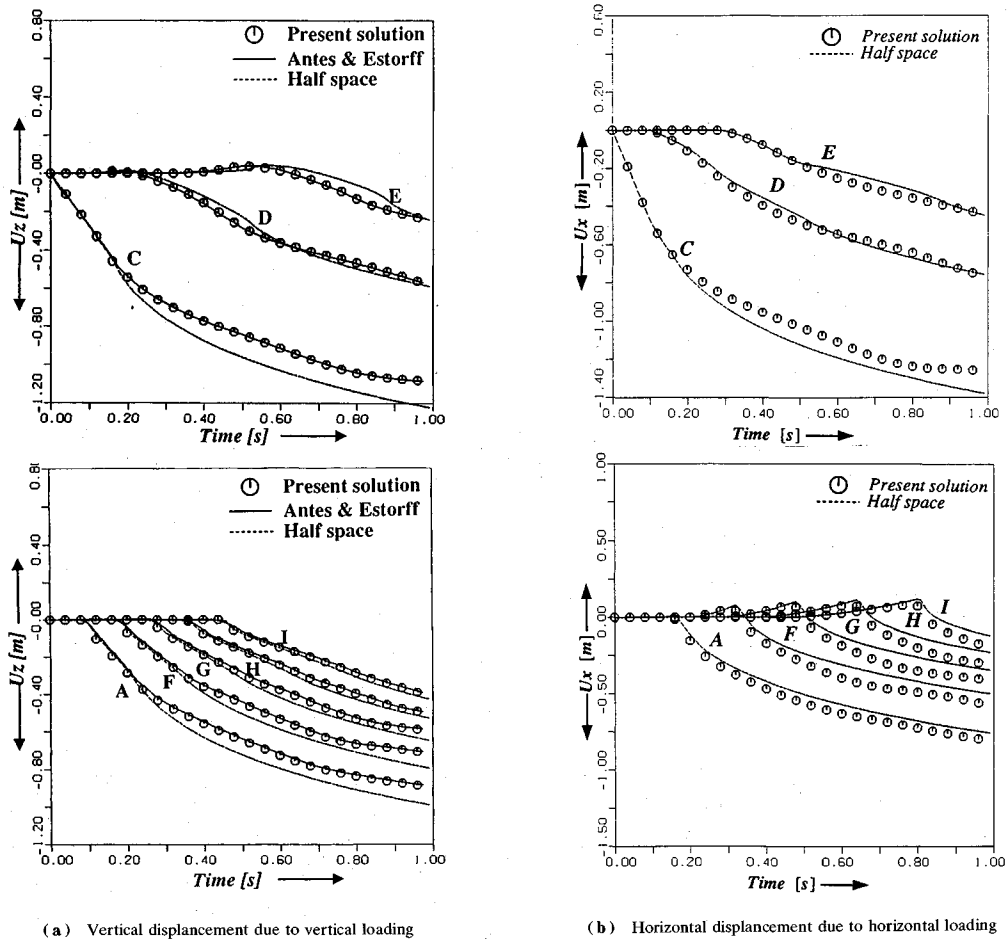 0.80
0.40
-0.00
-0.40
-0.80
-1.20
Uz [m]
Present solution
Antes & Estorff
Half space
E
D
C
0.00 0.20 0.40 0.60 0.80 1.00
Time [s]
0.60
0.20
-0.20
-0.60
-1.00
-1.40
Ux [m]
Present solution
Half space
E
D
C
0.00 0.20 0.40 0.60 0.80 1.00
Time [s]
0.80
0.40
-0.00
-0.40
-0.80
-1.20
Uz [m]
Present solution
Antes & Estorff
Half space
I
H
G
F
A
0.00 0.20 0.40 0.60 0.80 1.00
Time [s]
1.00
0.50
0.00
-0.50
-1.00
-1.50
Ux [m]
Present solution
Half space
I
H
G
F
A
0.00 0.20 0.40 0.60 0.80 1.00
Time [s]
(a) Vertical displancement due to vertical loading
(b) Horizontal displancement due to horizontal loading